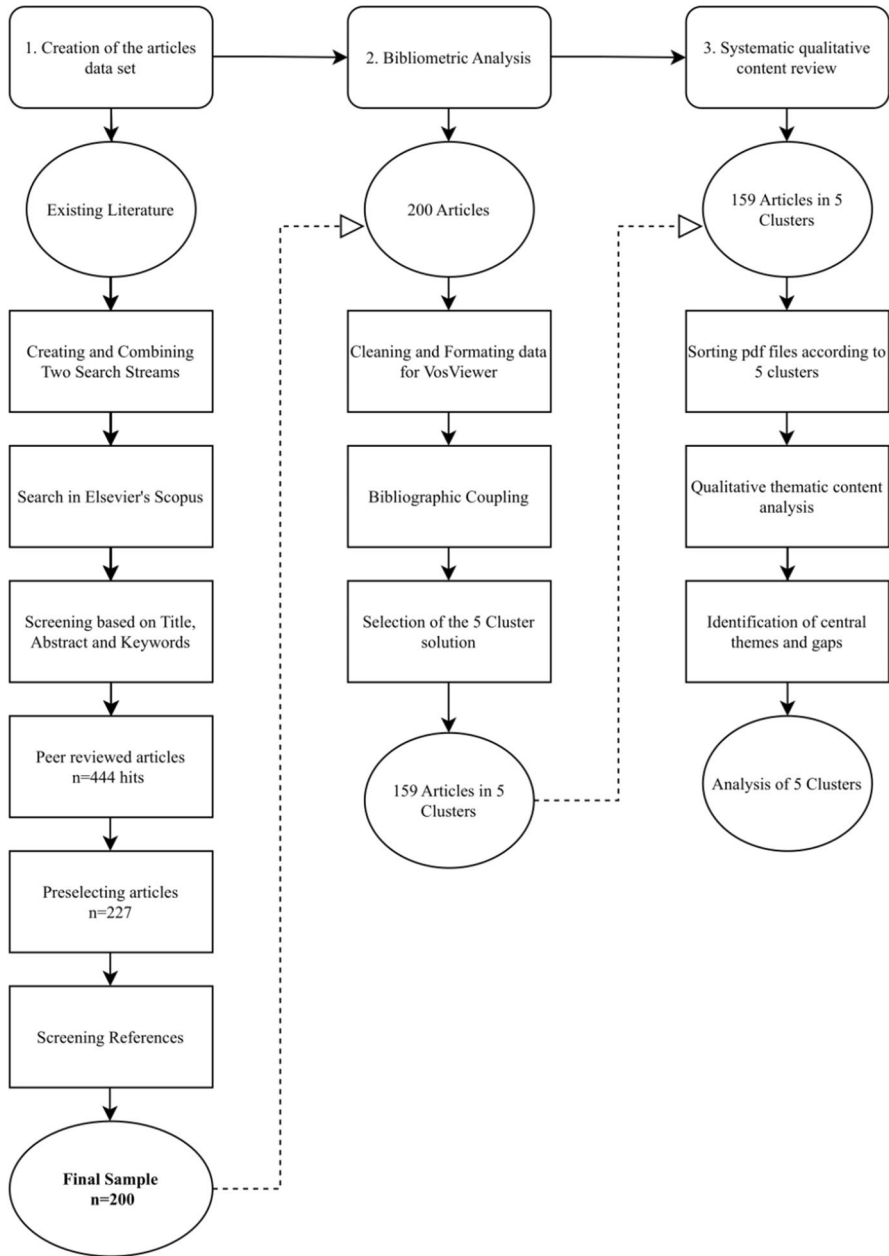 1. Creation of the articles
data set
2. Bibliometric Analysis
3. Systematic qualitative
content review
Existing Literature
Creating and Combining
Two Search Streams
Search in Elsevier's Scopus
Screening based on Title,
Abstract and Keywords
Peer reviewed articles
n=444 hits
Preselecting articles
n=227
Screening References
Final Sample
n=200
200 Articles
Cleaning and Formating data
for VosViewer
Bibliographic Coupling
Selection of the 5 Cluster
solution
159 Articles in 5
Clusters
159 Articles in 5
Clusters
Sorting pdf files according to
5 clusters
Qualitative thematic content
analysis
Identification of central
themes and gaps
Analysis of 5 Clusters